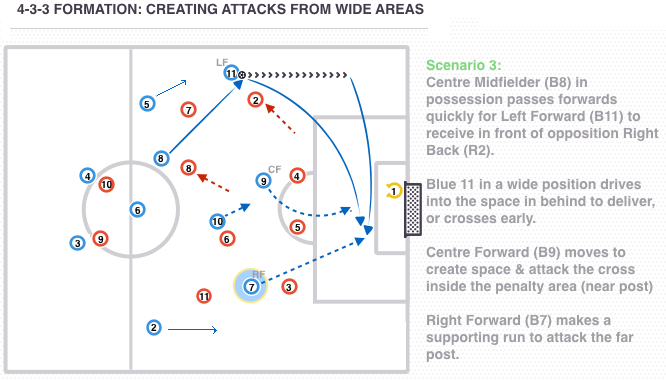 4-3-3 FORMATION: CREATING ATTACKS FROM WIDE AREAS
LF
11
2
5
7
8
8
4
10
CF
9
4
1
6
10
5
3
9
6
RF
7
3
11
2
Scenario 3:
Centre Midfielder (B8) in
possession passes forwards
quickly for Left Forward (B11) to
receive in front of opposition Right
Back (R2).
Blue 11 in a wide position drives
into the space in behind to deliver,
or crosses early.
Centre Forward (B9) moves to
create space & attack the cross
inside the penalty area (near post)
Right Forward (B7) makes a
supporting run to attack the far
post.